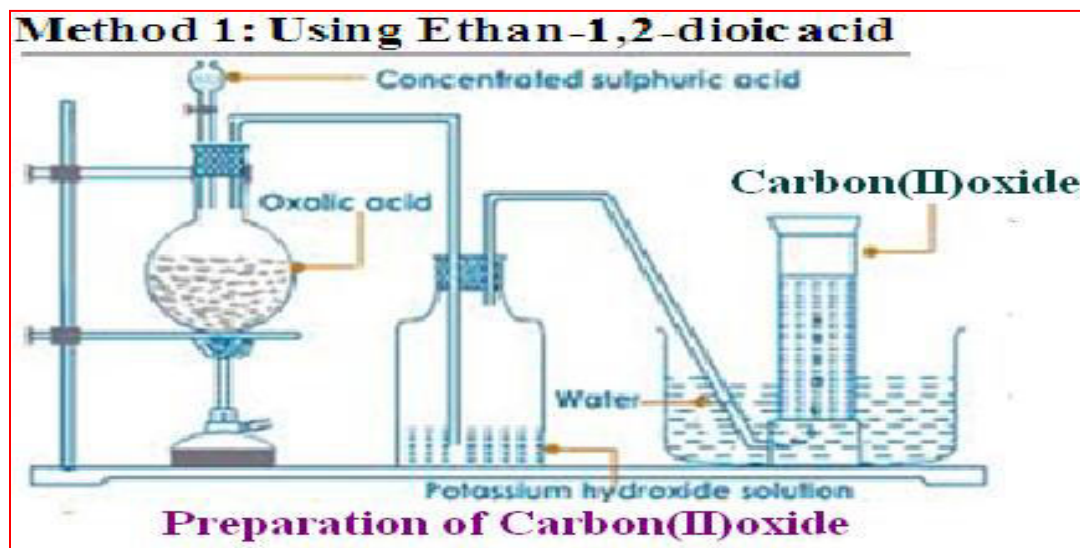 Method 1: Using Ethan-1,2-dioic acid
Concentrated sulphuric acid
Carbon(II)oxide
Oxalic acid
Water
Potassium hydroxide solution
Preparation of Carbon(II)oxide